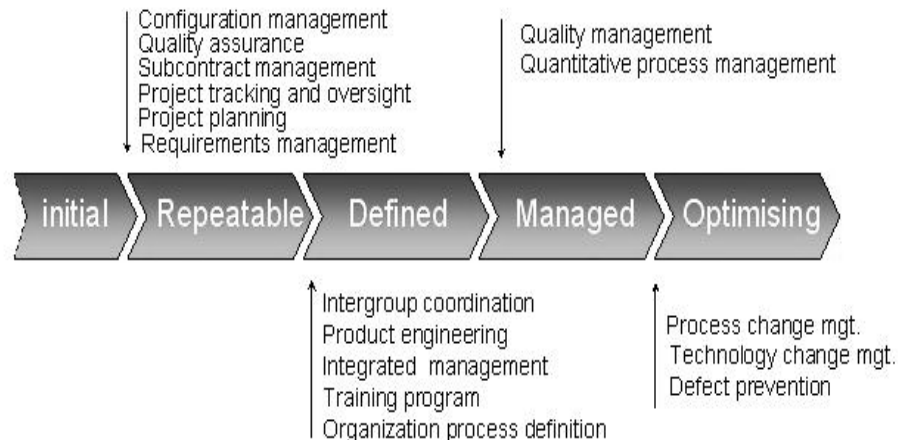 Configuration management
Quality assurance
Subcontract management
Project tracking and oversight
Project planning
Requirements management
Quality management
Quantitative process management
initial
Repeatable
Defined
Managed
Optimising
Intergroup coordination
Product engineering
Integrated management
Training program
Organization process definition
Process change mgt.
Technology change mgt.
Defect prevention